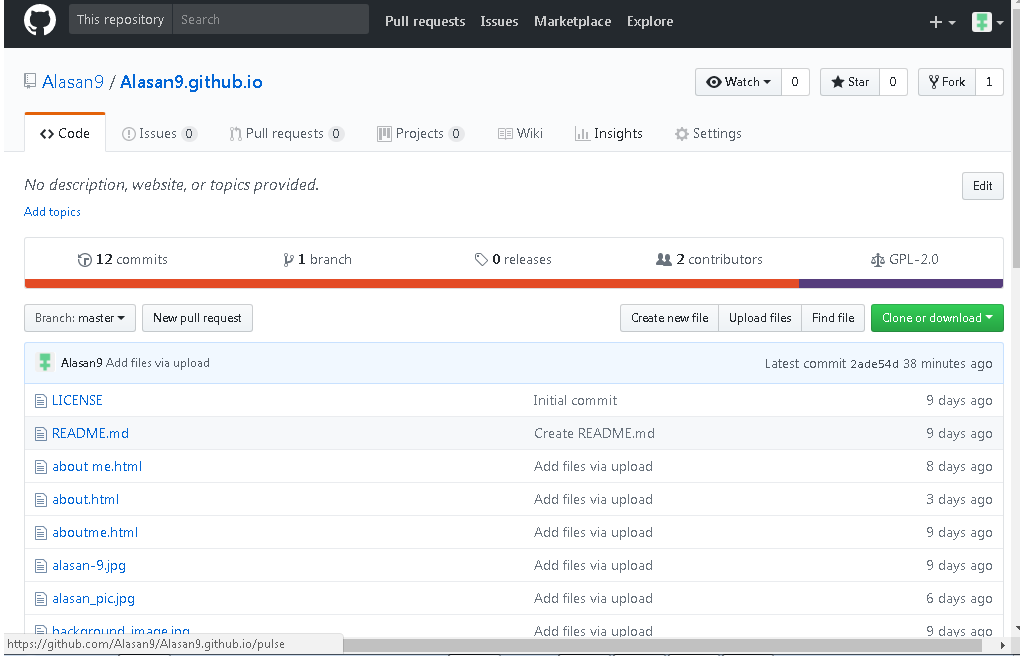 This repository Search Pull requests Issues Marketplace Explore
Alasan9 / Alasan9.github.io Watch 0 Star 0 Fork 1
Code Issues 0 Pull requests 0 Projects 0 Wiki Insights Settings
No description, website, or topics provided. Edit
Add topics
12 commits 1 branch 0 releases 2 contributors GPL-2.0
Branch: master New pull request Create new file Upload files Find file Clone or download
Alasan9 Add files via upload Latest commit 2ade54d 38 minutes ago
LICENSE Initial commit 9 days ago
README.md Create README.md 9 days ago
about me.html Add files via upload 8 days ago
about.html Add files via upload 3 days ago
aboutme.html Add files via upload 9 days ago
alasan-9.jpg Add files via upload 9 days ago
alasan_pic.jpg Add files via upload 6 days ago
background_image.jpg Add files via upload 9 days ago
https://github.com/Alasan9/Alasan9.github.io/pulse